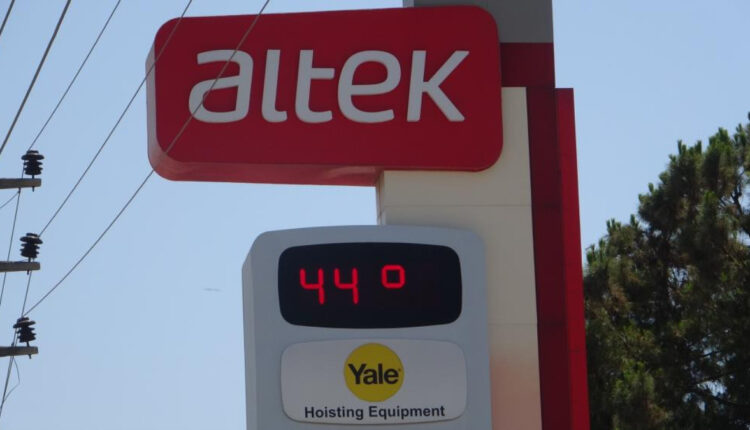 altek
44°
Yale
Hoisting Equipment